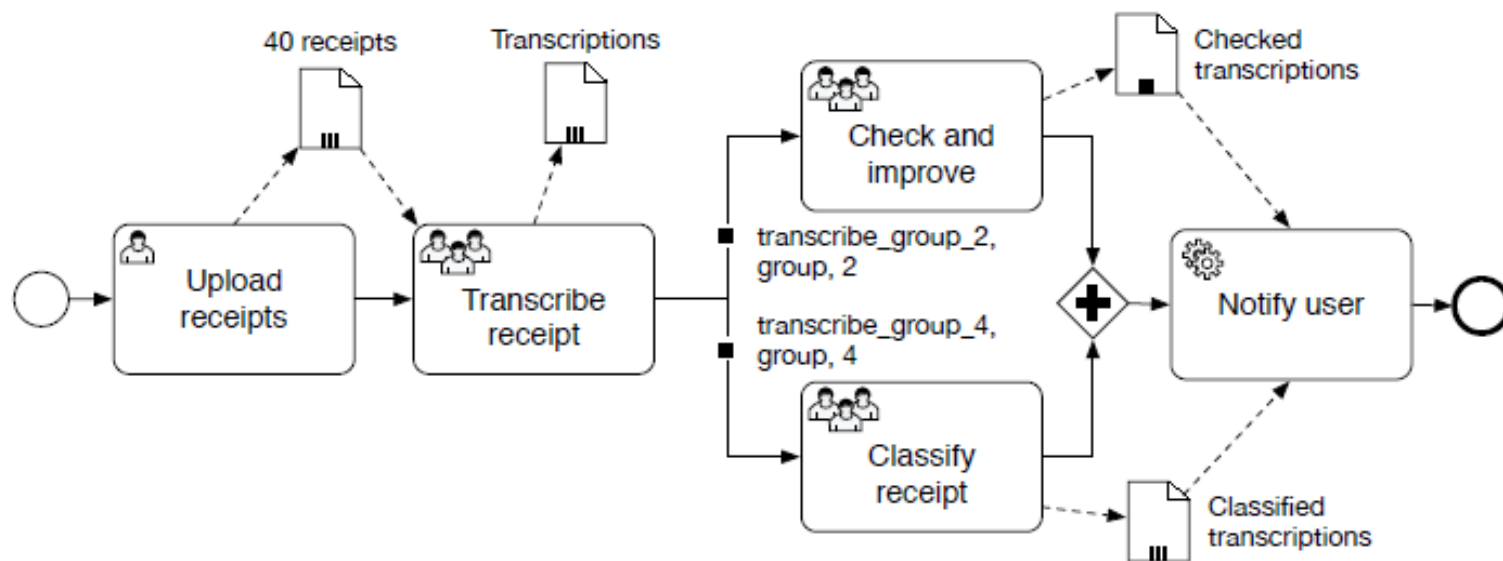 40 receipts
Transcriptions
Checked
transcriptions
Check and
improve
Upload
receipts
Transcribe
receipt
transcribe_group_2,
group, 2
transcribe_group_4,
group, 4
Notify user
Classify
receipt
Classified
transcriptions